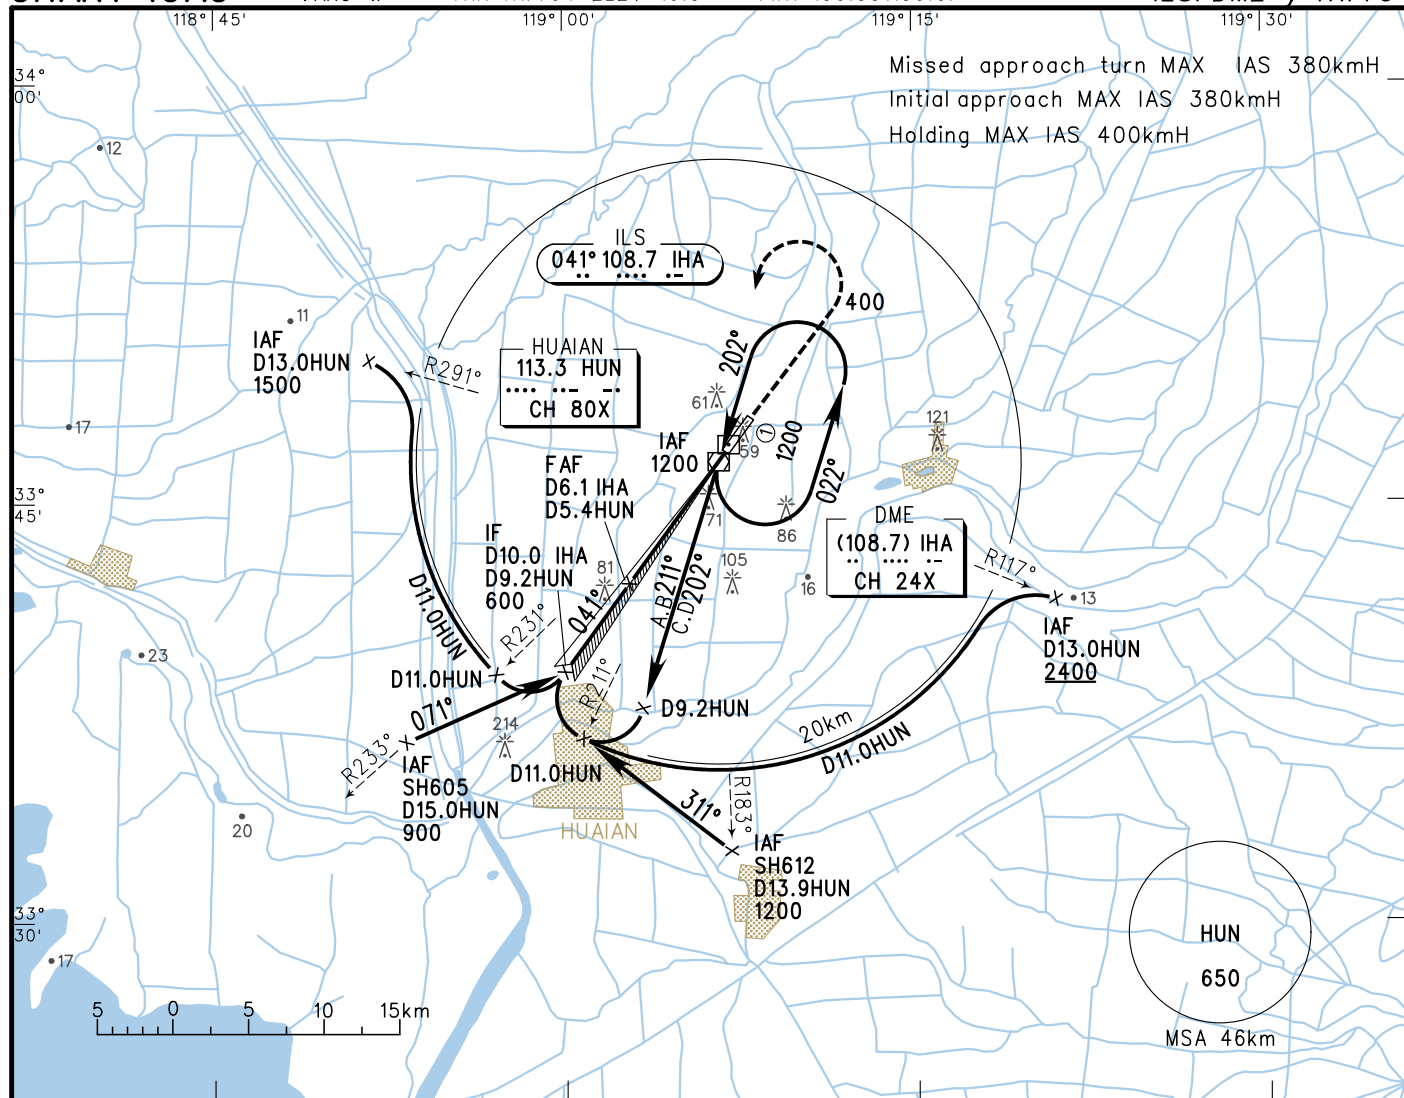 118°45'
119°00'
119°15'
119°30'
34°
00'
Missed approach turn MAX IAS 380kmH
Initial approach MAX IAS 380kmH
Holding MAX IAS 400kmH
12
ILS
041° 108.7 IHA
400
11
IAF
D13.0HUN
1500
R291°
HUAIAN
113.3 HUN
CH 80X
202°
61
17
121
IAF
1200
59
1
1200
022°
FAF
D6.1 IHA
D5.4HUN
33°
45'
71
86
DME
(108.7) IHA
CH 24X
IF
D10.0 IHA
D9.2HUN
600
81
105
16
R117°
13
IAF
D13.0HUN
2400
D11.0HUN
R231°
041°
A.B211°
C.D202°
23
D11.0HUN
R211°
D9.2HUN
071°
214
20km
D11.0HUN
R233°
IAF
SH605
D15.0HUN
900
D11.0HUN
311°
R183°
20
HUAIAN
IAF
SH612
D13.9HUN
1200
33°
30'
17
HUN
650
5 0 5 10 15km
MSA 46km